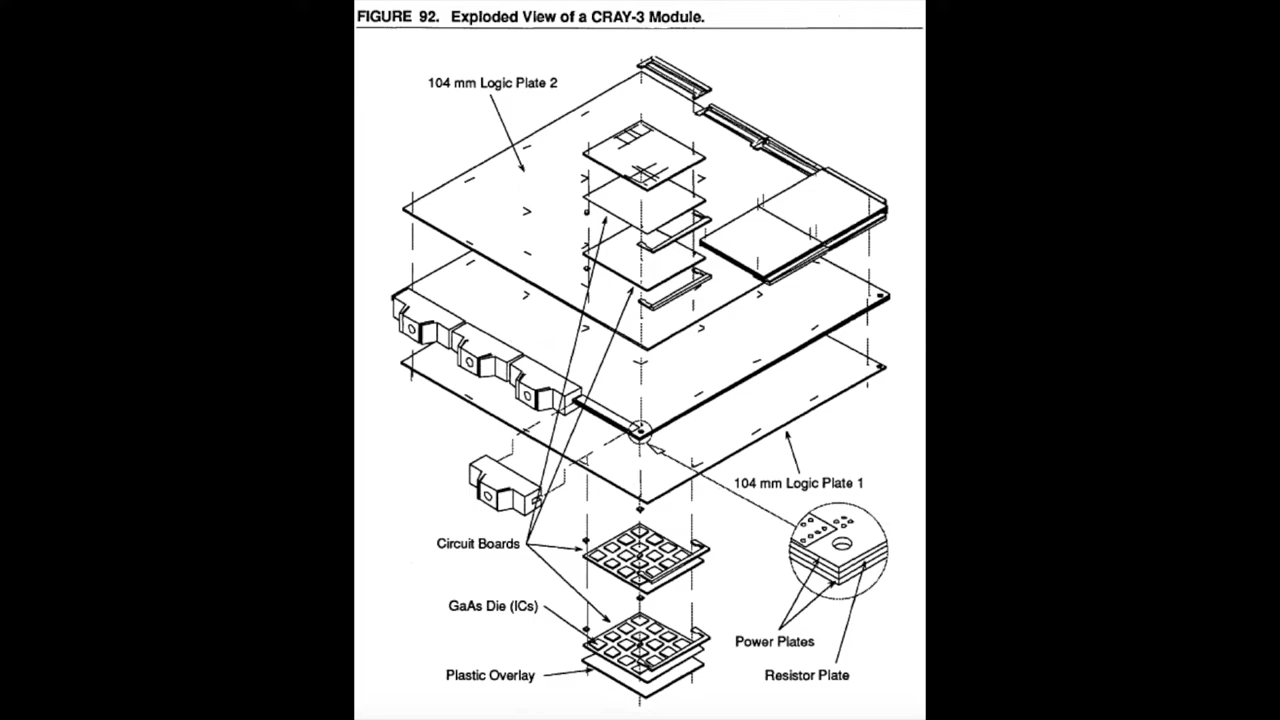 FIGURE 92. Exploded View of a CRAY-3 Module.
104 mm Logic Plate 2
104 mm Logic Plate 1
Circuit Boards
GaAs Die (ICs)
Power Plates
Plastic Overlay
Resistor Plate